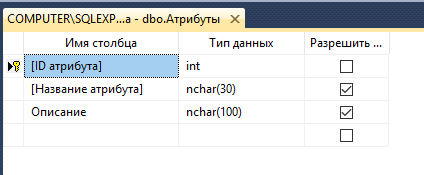 COMPUTER\SQLEXP...a - dbo.Атрибуты
Имя столбца Тип данных Разрешить ...
[ID атрибута] int
[Название атрибута] nchar(30)
Описание nchar(100)